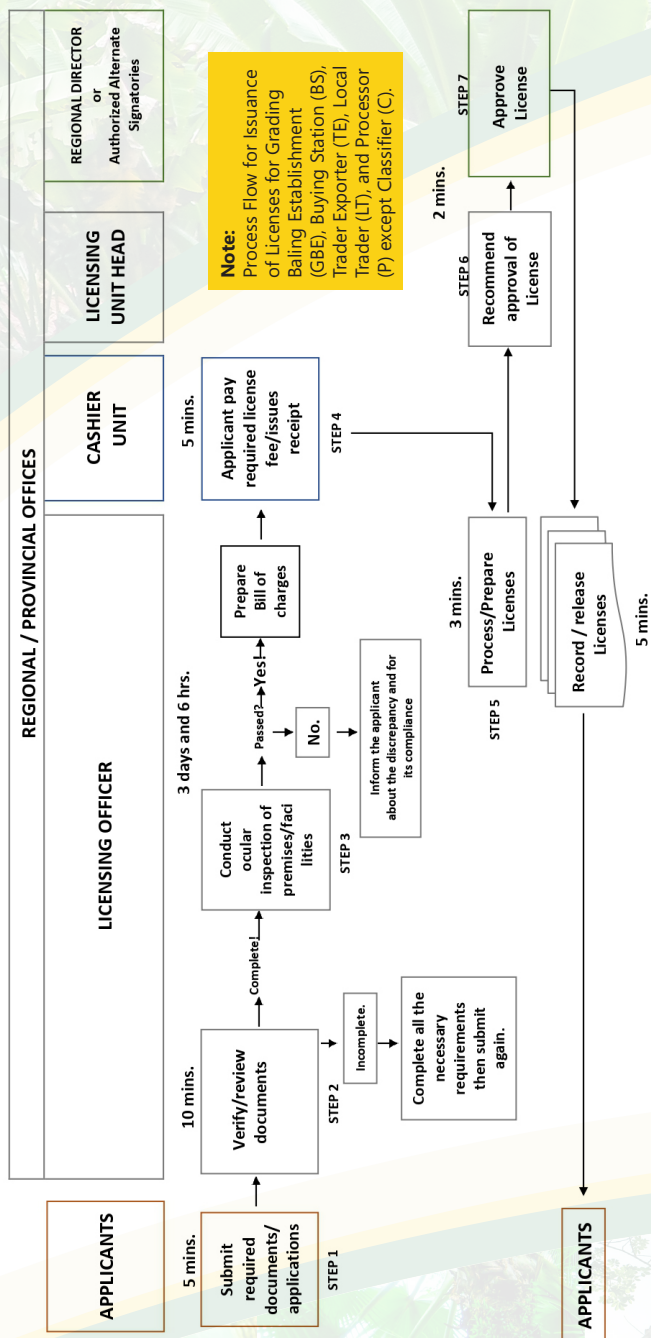 REGIONAL / PROVINCIAL OFFICES
APPLICANTS
LICENSING OFFICER
CASHIER
UNIT
LICENSING
UNIT HEAD
REGIONAL DIRECTOR
or
Authorized Alternate
Signatories
5 mins.
Submit
required
documents/
applications
STEP 1
10 mins.
Verify/review
documents
STEP 2
Incomplete.
Complete all the
necessary
requirements
then submit
again.
Complete!
3 days and 6 hrs.
Conduct
ocular
inspection of
premises/faci
lities
STEP 3
Passed?
Yes!
No.
Inform the applicant
about the discrepancy and for
its compliance
Prepare
Bill of
charges
5 mins.
Applicant pay
required license
fee/issues
receipt
STEP 4
Note:
Process Flow for Issuance
of Licenses for Grading
Baling Establishment
(GBE), Buying Station (BS),
Trader Exporter (TE), Local
Trader (LT), and Processor
(P) except Classifier (C).
3 mins.
Process/Prepare
Licenses
STEP 5
2 mins.
STEP 6
Recommend
approval of
License
STEP 7
Approve
License
Record / release
Licenses
5 mins.
APPLICANTS